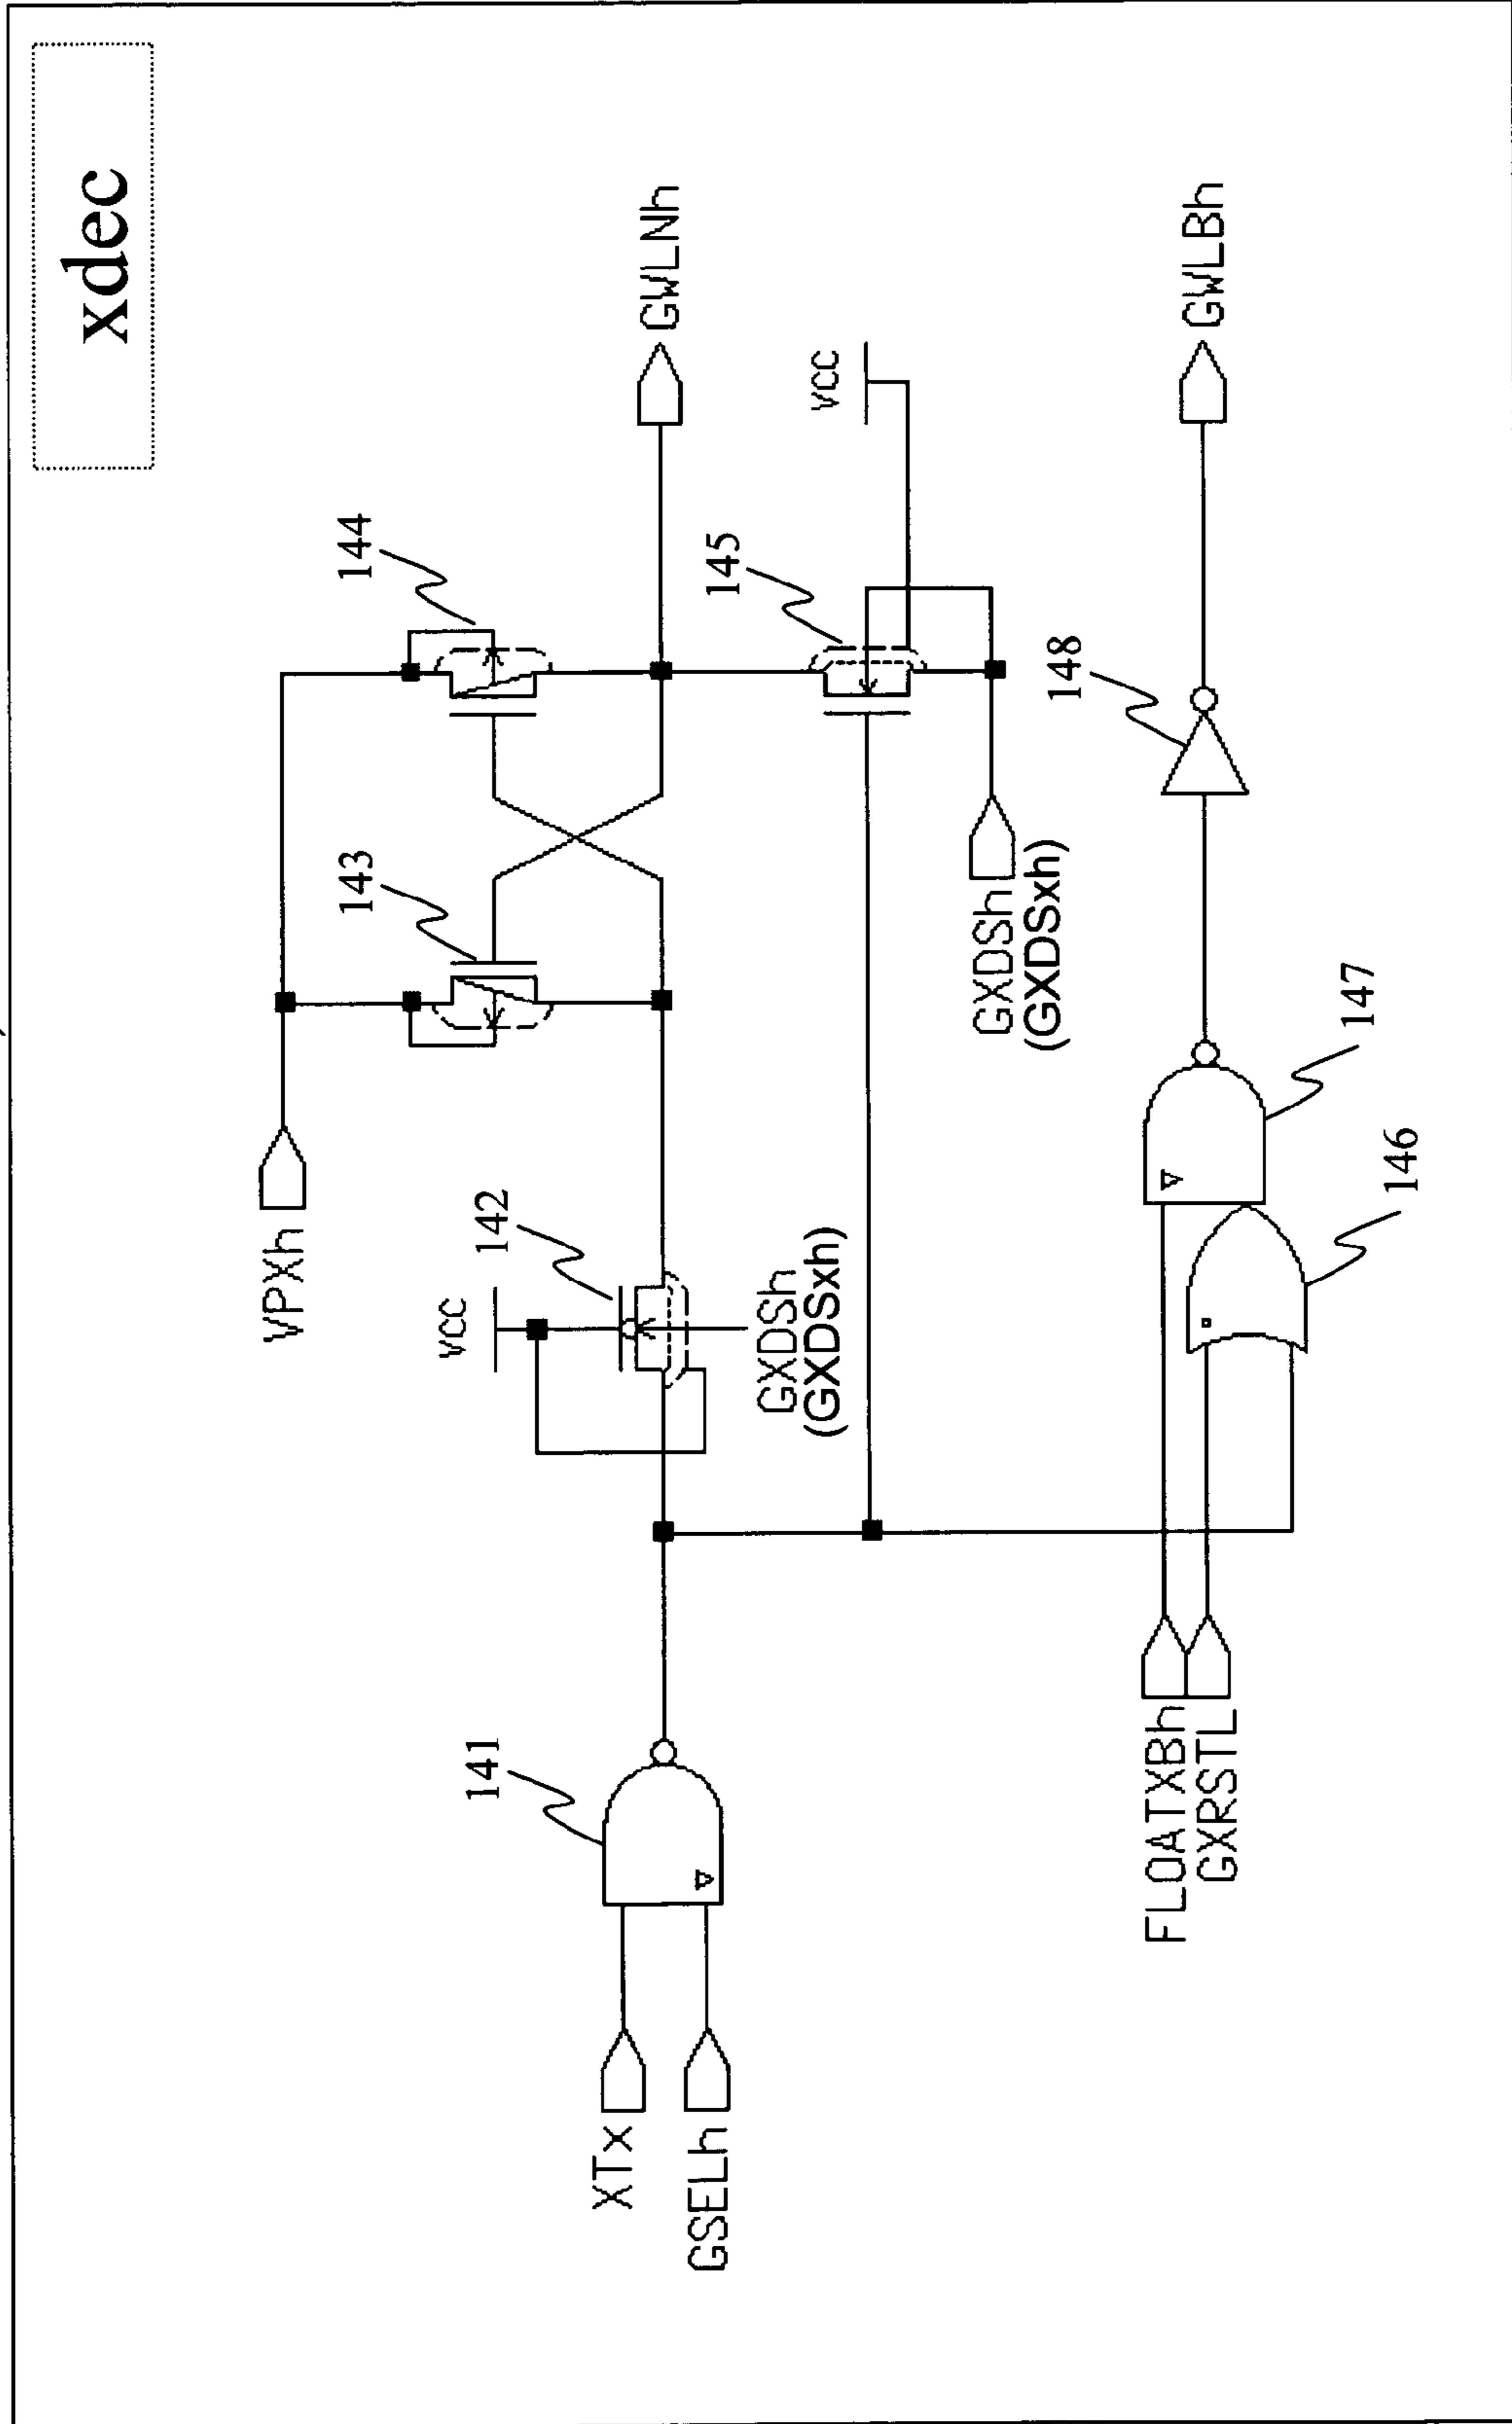 xdec
144
GWLNh
143
VPXh
VCC
145
142
VCC
GXDSh
(GXDSxh)
148
GWLBh
GXDSh
(GXDSxh)
141
XTx
GSELh
147
146
FLOATXBh
GXRSTL